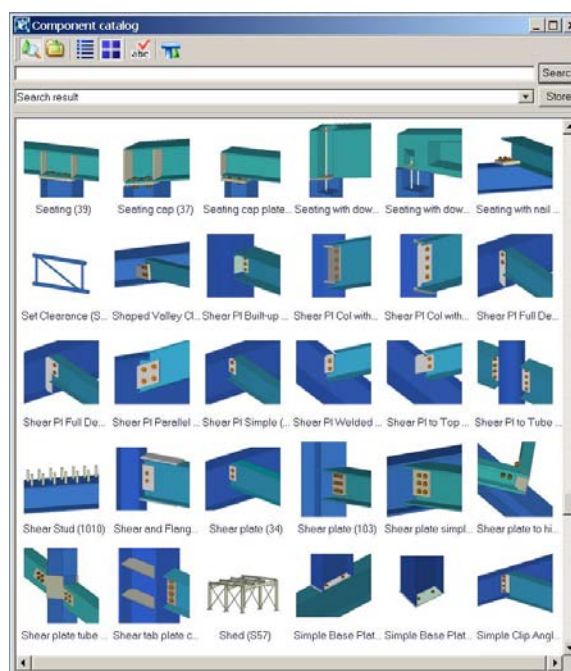 Component catalog
abc
Search
Search result
Store
Seating (39) Seating cap (37) Seating cap plate... Seating with dow... Seating with dow... Seating with nail ...
Set Clearance (S... Shaped Valley Cl... Shear Pl Built-up ... Shear Pl Col with... Shear Pl Col with... Shear Pl Full De...
Shear Pl Full De... Shear Pl Parallel ... Shear Pl Simple (... Shear Pl Welded ... Shear Pl to Top ... Shear Pl to Tube ...
Shear Stud (1010) Shear and Flang... Shear plate (34) Shear plate (103) Shear plate simpl... Shear plate to hi...
Shear plate tube ... Shear tab plate c... Shed (S57) Simple Base Plat... Simple Base Plat... Simple Clip Angl...